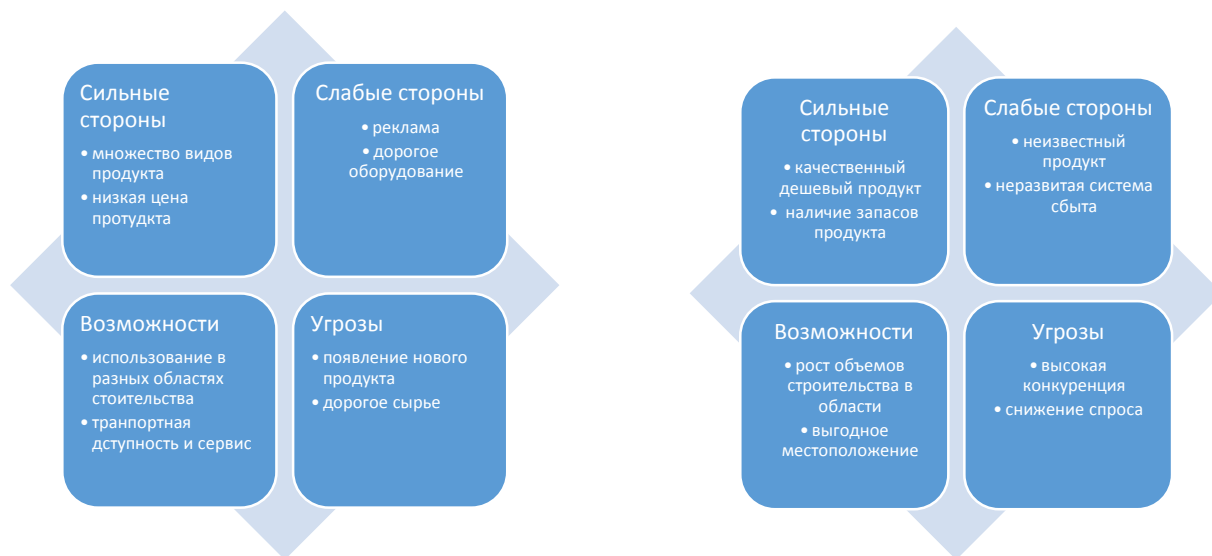 Сильные
стороны
• множество видов
продукта
• низкая цена
протудкта
Слабые стороны
• реклама
• дорогое
оборудование
Возможности
• использование в
разных областях
стоительства
• транпортная
дступность и сервис
Угрозы
• появление нового
продукта
• дорогое сырье
Сильные
стороны
• качественный
дешевый продукт
• наличие запасов
продукта
Слабые стороны
• неизвестный
продукт
• неразвитая система
сбыта
Возможности
• рост объемов
строительства в
области
• выгодное
местоположение
Угрозы
• высокая
конкуренция
• снижение спроса